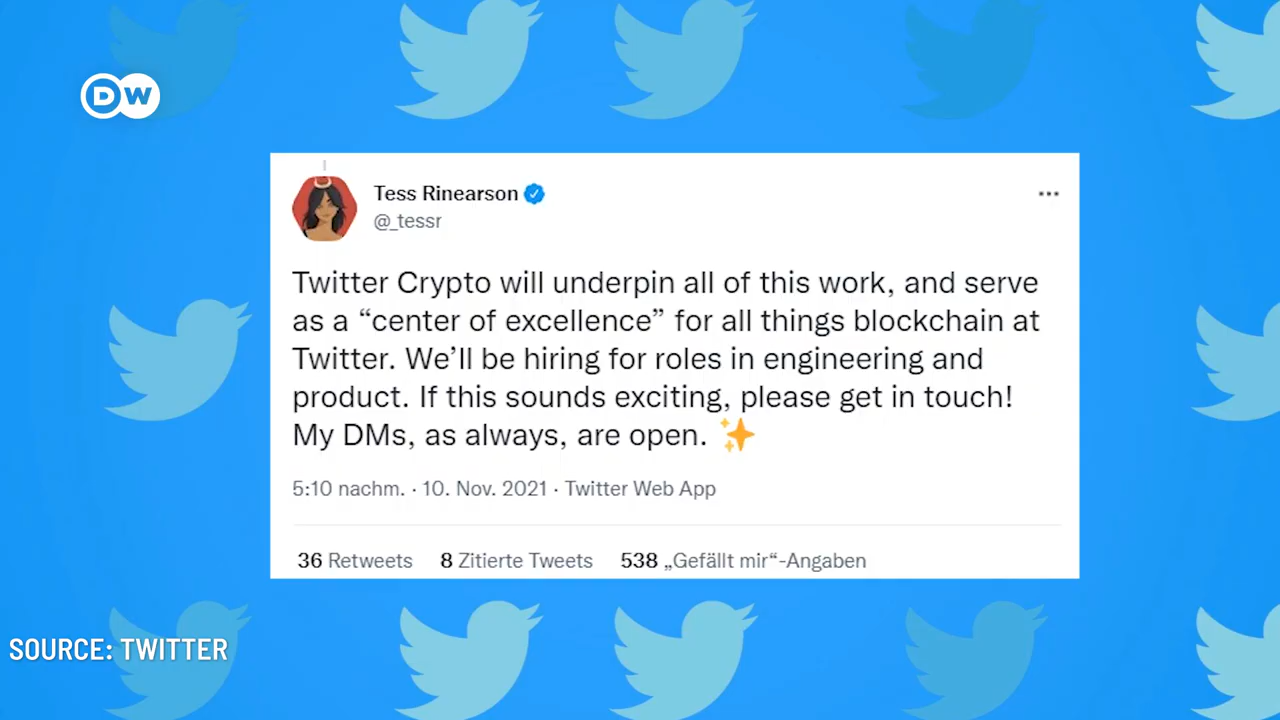 DW
Tess Rinearson
@_tessr
Twitter Crypto will underpin all of this work, and serve
as a “center of excellence” for all things blockchain at
Twitter. We’ll be hiring for roles in engineering and
product. If this sounds exciting, please get in touch!
My DMs, as always, are open. ✨
5:10 nachm. · 10. Nov. 2021 · Twitter Web App
36 Retweets 8 Zitierte Tweets 538 „Gefällt mir“-Angaben
SOURCE: TWITTER